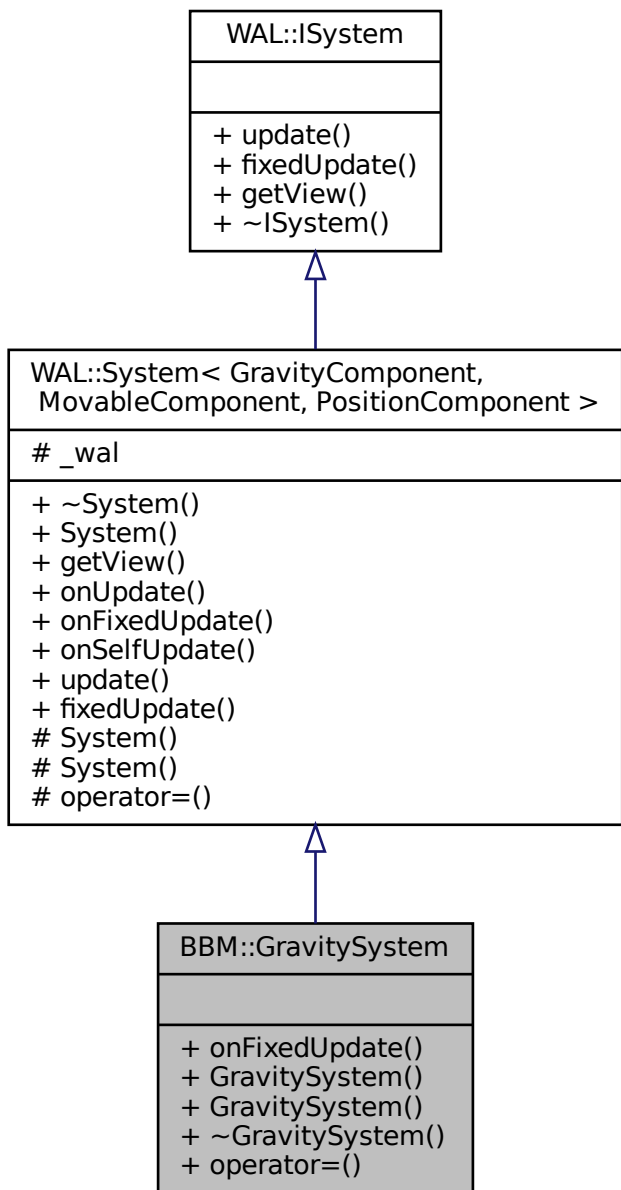 WAL::ISystem
+ update()
+ fixedUpdate()
+ getView()
+ ~ISystem()
WAL::System< GravityComponent,
MovableComponent, PositionComponent >
# _wal
+ ~System()
+ System()
+ getView()
+ onUpdate()
+ onFixedUpdate()
+ onSelfUpdate()
+ update()
+ fixedUpdate()
# System()
# System()
# operator=()
BBM::GravitySystem
+ onFixedUpdate()
+ GravitySystem()
+ GravitySystem()
+ ~GravitySystem()
+ operator=()